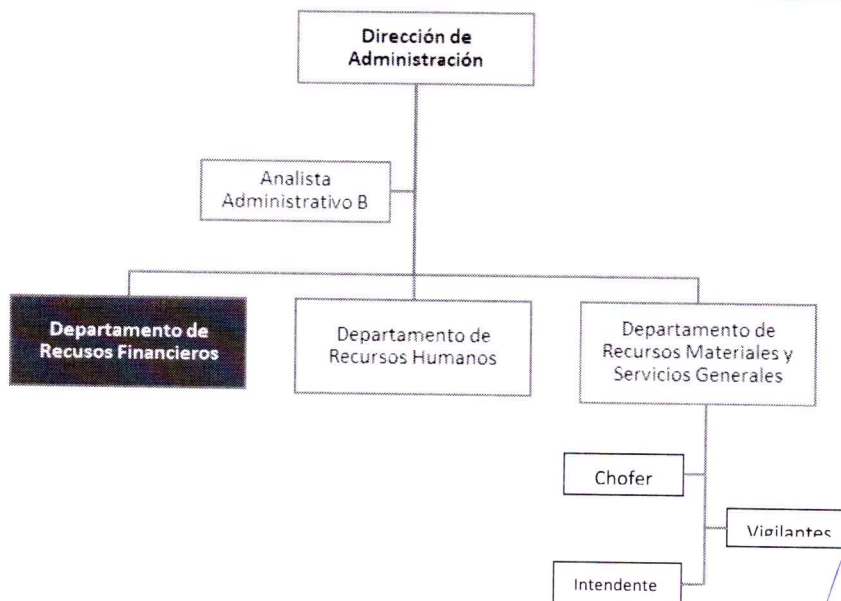 Dirección de
Administración
Analista
Administrativo B
Departamento de
Recusos Financieros
Departamento de
Recursos Humanos
Departamento de
Recursos Materiales y
Servicios Generales
Chofer
Vigilantes
Intendente